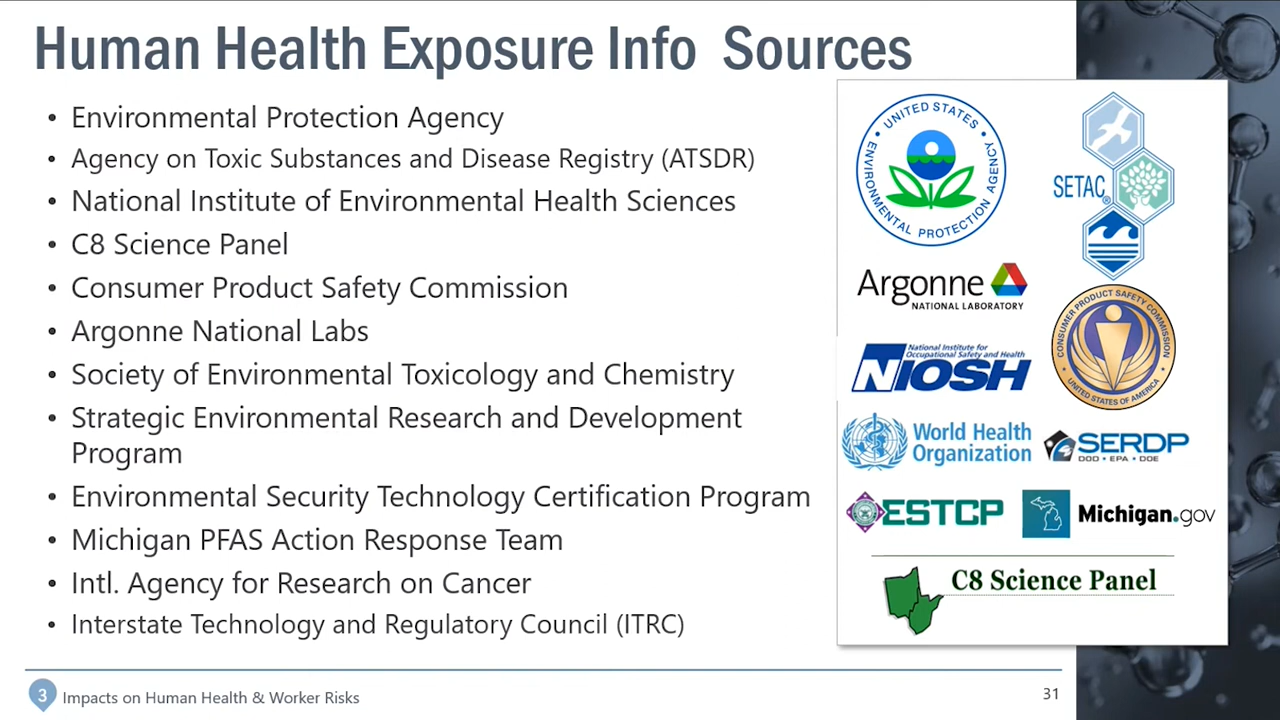 Human Health Exposure Info Sources
• Environmental Protection Agency
• Agency on Toxic Substances and Disease Registry (ATSDR)
• National Institute of Environmental Health Sciences
• C8 Science Panel
• Consumer Product Safety Commission
• Argonne National Labs
• Society of Environmental Toxicology and Chemistry
• Strategic Environmental Research and Development
Program
• Environmental Security Technology Certification Program
• Michigan PFAS Action Response Team
• Intl. Agency for Research on Cancer
• Interstate Technology and Regulatory Council (ITRC)
UNITED STATES
ENVIRONMENTAL PROTECTION AGENCY
SETAC®
Argonne
NATIONAL LABORATORY
CONSUMER PRODUCT SAFETY COMMISSION
UNITED STATES OF AMERICA
National Institute for
Occupational Safety and Health
NIOSH
World Health
Organization
SERDP
DOD • EPA • DOE
ESTCP
Michigan.gov
C8 Science Panel
3 Impacts on Human Health & Worker Risks
31